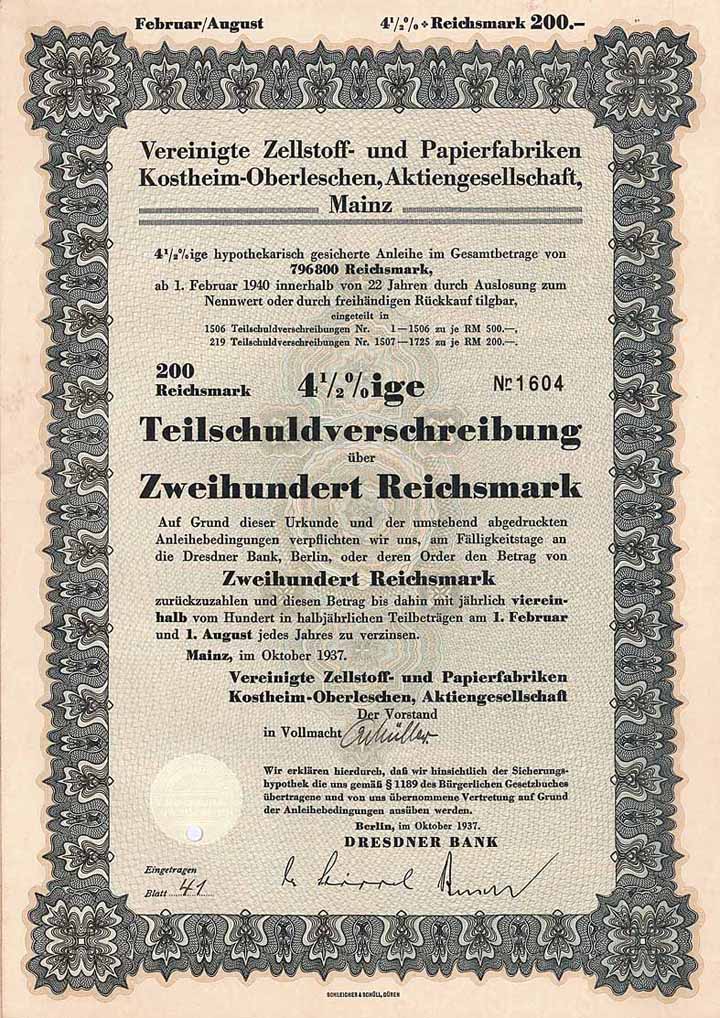 Februar/August 4¹/₂% ÷ Reichsmark 200.–
Vereinigte Zellstoff- und Papierfabriken
Kostheim-Oberleschen, Aktiengesellschaft,
Mainz
4¹/₂%ige hypothekarisch gesicherte Anleihe im Gesamtbetrage von
796800 Reichsmark,
ab 1. Februar 1940 innerhalb von 22 Jahren durch Auslosung zum
Nennwert oder durch freihändigen Rückkauf tilgbar,
eingeteilt in
1506 Teilschuldverschreibungen Nr. 1—1506 zu je RM 500.—,
219 Teilschuldverschreibungen Nr. 1507—1725 zu je RM 200.—.
200
Reichsmark
4¹/₂%ige
Nr. 1604
Teilschuldverschreibung
über
Zweihundert Reichsmark
Auf Grund dieser Urkunde und der umstehend abgedruckten
Anleihebedingungen verpflichten wir uns, am Fälligkeitstage an
die Dresdner Bank, Berlin, oder deren Order den Betrag von
Zweihundert Reichsmark
zurückzuzahlen und diesen Betrag bis dahin mit jährlich vierein-
halb vom Hundert in halbjährlichen Teilbeträgen am 1. Februar
und 1. August jedes Jahres zu verzinsen.
Mainz, im Oktober 1937.
Vereinigte Zellstoff- und Papierfabriken
Kostheim-Oberleschen, Aktiengesellschaft
Der Vorstand
in Vollmacht
Wir erklären hierdurch, daß wir hinsichtlich der Sicherungs-
hypothek die uns gemäß § 1189 des Bürgerlichen Gesetzbuches
übertragene und von uns übernommene Vertretung auf Grund
der Anleihebedingungen ausüben werden.
Berlin, im Oktober 1937.
DRESDNER BANK
Eingetragen
Blatt 41
SCHLEICHER & SCHÜLL, DÜREN